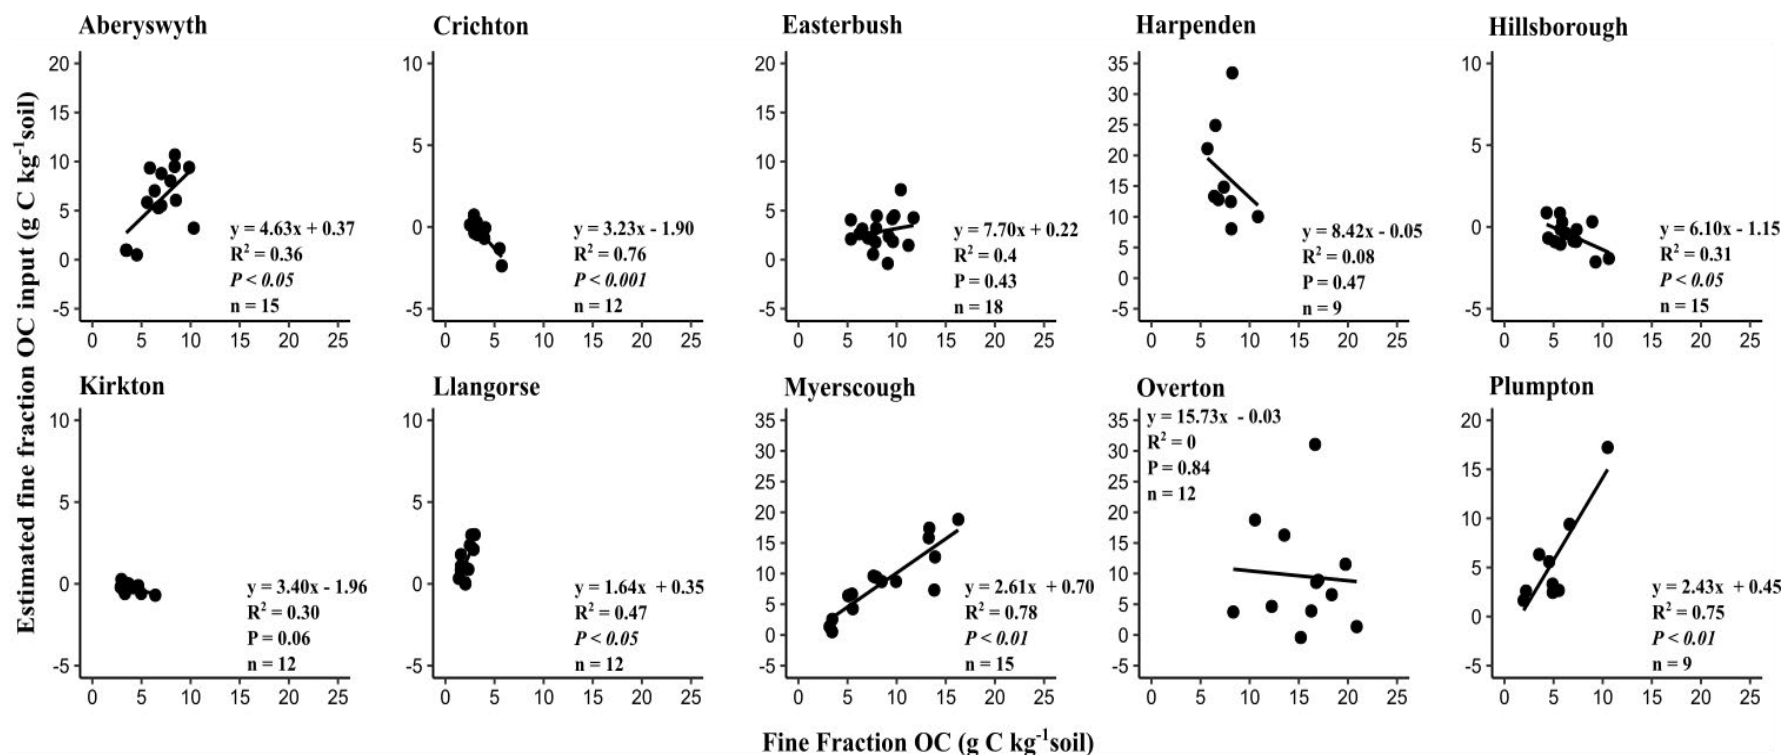 Aberyswyth
Crichton
Easterbush
Harpenden
Hillsborough
Estimated fine fraction OC input (g C kg⁻¹soil)
20
15
10
5
0
-5
y = 4.63x + 0.37
R² = 0.36
P < 0.05
n = 15
0 5 10 15 20 25
10
5
0
-5
y = 3.23x - 1.90
R² = 0.76
P < 0.001
n = 12
0 5 10 15 20 25
20
15
10
5
0
-5
y = 7.70x + 0.22
R² = 0.4
P = 0.43
n = 18
0 5 10 15 20 25
35
30
25
20
15
10
5
0
-5
y = 8.42x - 0.05
R² = 0.08
P = 0.47
n = 9
0 5 10 15 20 25
10
5
0
-5
y = 6.10x - 1.15
R² = 0.31
P < 0.05
n = 15
0 5 10 15 20 25
Kirkton
Llangorse
Myerscough
Overton
Plumpton
10
5
0
-5
y = 3.40x - 1.96
R² = 0.30
P = 0.06
n = 12
0 5 10 15 20 25
10
5
0
-5
y = 1.64x + 0.35
R² = 0.47
P < 0.05
n = 12
0 5 10 15 20 25
35
30
25
20
15
10
5
0
-5
y = 2.61x + 0.70
R² = 0.78
P < 0.01
n = 15
0 5 10 15 20 25
35
30
25
20
15
10
5
0
-5
y = 15.73x - 0.03
R² = 0
P = 0.84
n = 12
0 5 10 15 20 25
20
15
10
5
0
-5
y = 2.43x + 0.45
R² = 0.75
P < 0.01
n = 9
0 5 10 15 20 25
Fine Fraction OC (g C kg⁻¹soil)